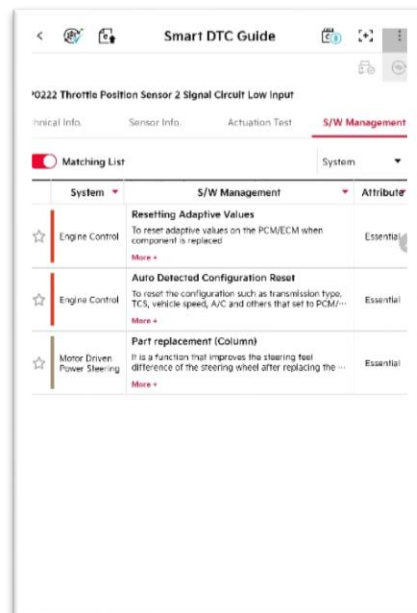 Smart DTC Guide
P0222 Throttle Position Sensor 2 Signal Circuit Low Input
hnical Info. Sensor Info. Actuation Test S/W Management
Matching List System
System S/W Management Attribute
Resetting Adaptive Values
Engine Control To reset adaptive values on the PCM/ECM when Essential
component is replaced
More +
Auto Detected Configuration Reset
Engine Control To reset the configuration such as transmission type, Essential
TCS, vehicle speed, A/C and others that set to PCM/···
More +
Part replacement (Column)
Motor Driven It is a function that improves the steering feel Essential
Power Steering difference of the steering wheel after replacing the ···
More +